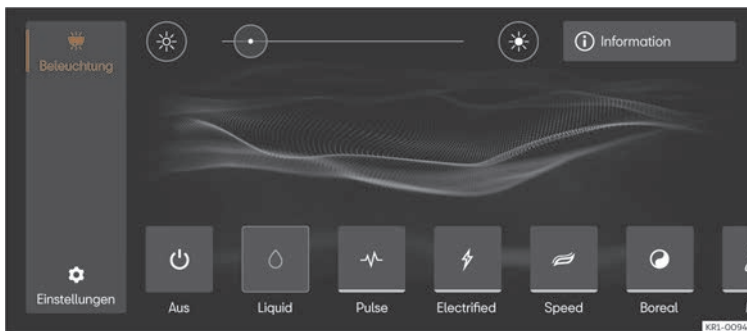 Beleuchtung
Information
Einstellungen
Aus
Liquid
Pulse
Electrified
Speed
Boreal
KR1-0094